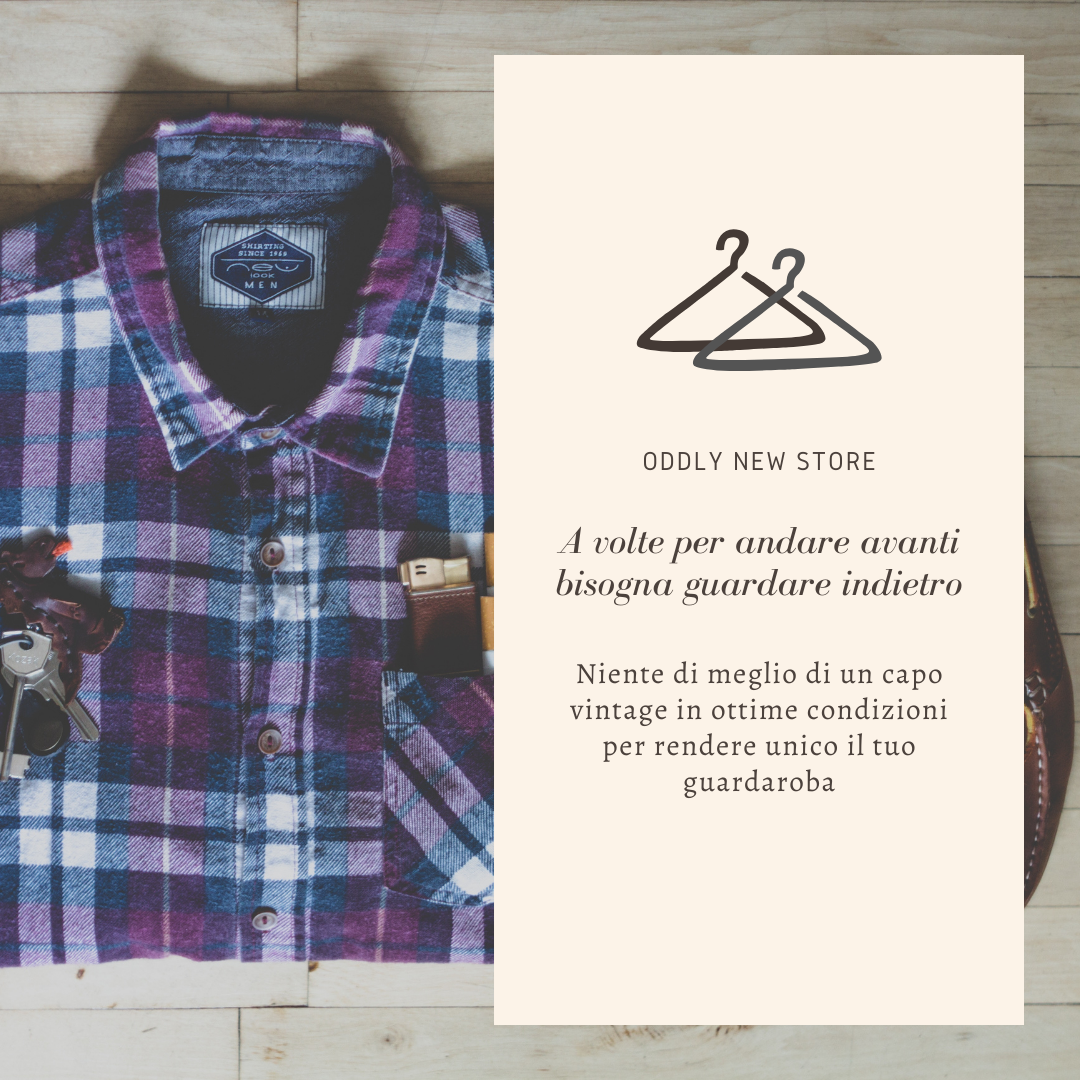 SHIRTING
SINCE 1969
new
look
MEN
ODDLY NEW STORE
A volte per andare avanti
bisogna guardare indietro
Niente di meglio di un capo
vintage in ottime condizioni
per rendere unico il tuo
guardaroba